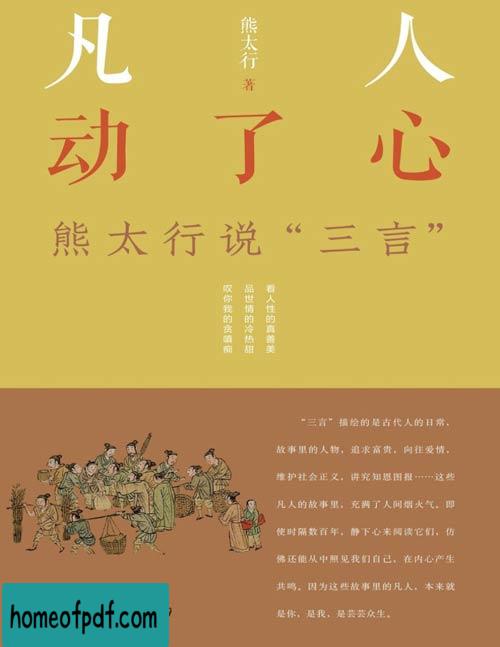 凡人
熊太行
著
动了心
熊太行说“三言”
看人性的真善美
品世情的冷热甜
叹你我的贪嗔痴
“三言”描绘的是古代人的日常，
故事里的人物，追求富贵，向往爱情，
维护社会正义，讲究知恩图报……这些
凡人的故事里，充满了人间烟火气。即
使时隔数百年，静下心来阅读它们，仿
佛还能从中照见我们自己，在内心产生
共鸣。因为这些故事里的凡人，本来就
是你，是我，是芸芸众生。
homeofpdf.com